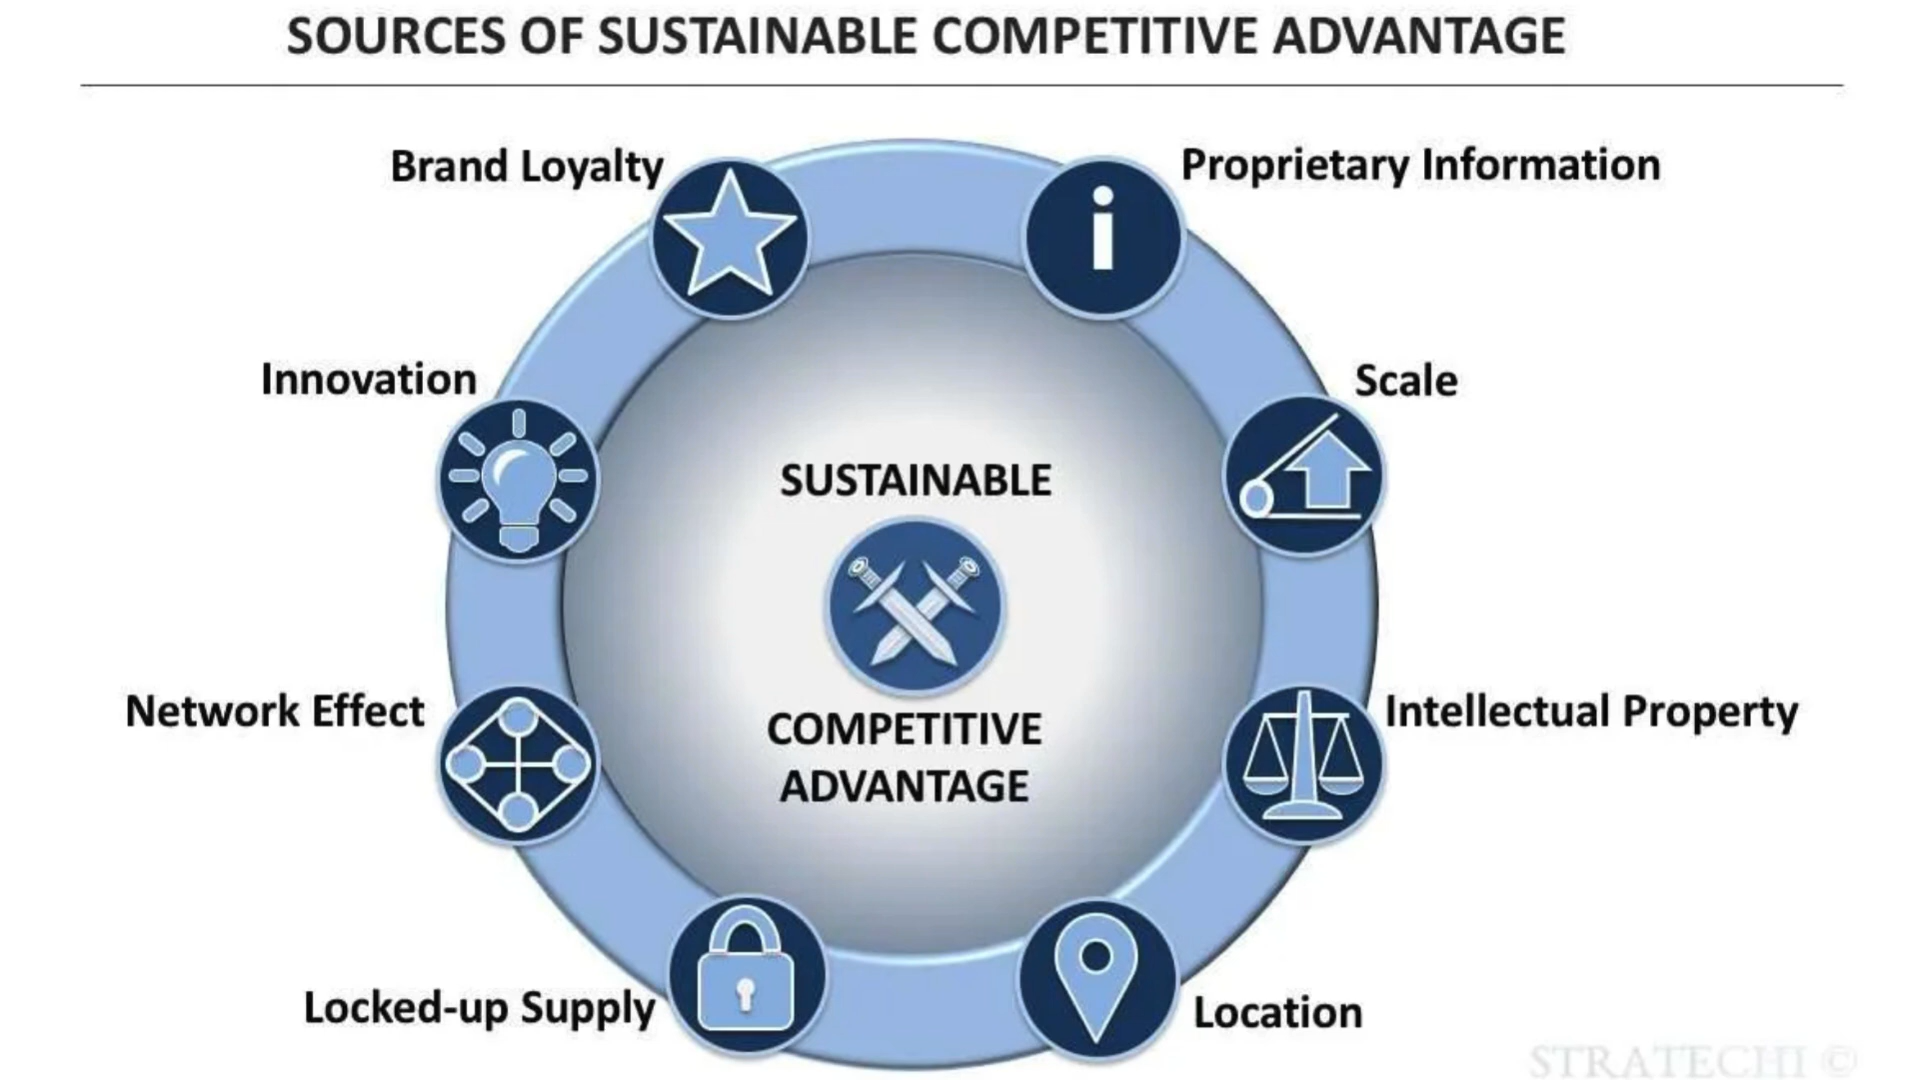 SOURCES OF SUSTAINABLE COMPETITIVE ADVANTAGE
Brand Loyalty
Proprietary Information
Innovation
Scale
SUSTAINABLE
COMPETITIVE
ADVANTAGE
Network Effect
Intellectual Property
Locked-up Supply
Location
STRATECHI ©